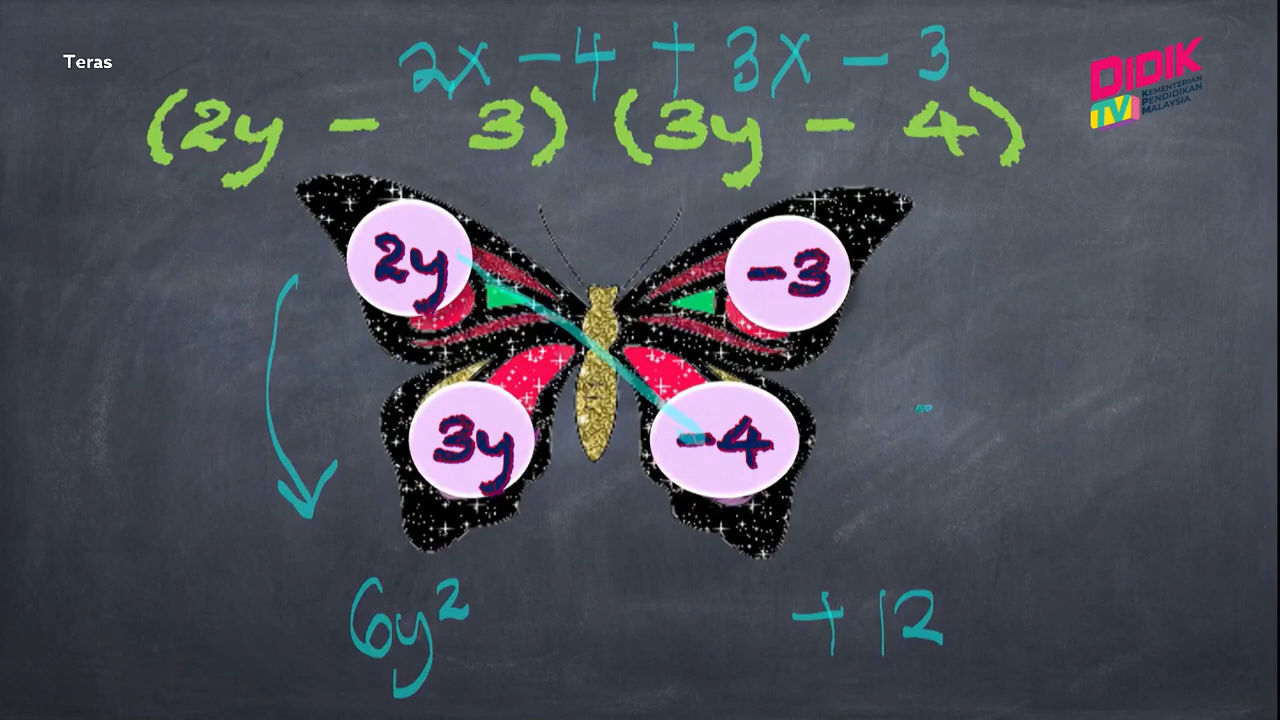 Teras
2x - 4 + 3x - 3
(2y - 3) (3y - 4)
DIDIK
TV
KEMENTERIAN
PENDIDIKAN
MALAYSIA
2y
-3
3y
-4
6y²
+12